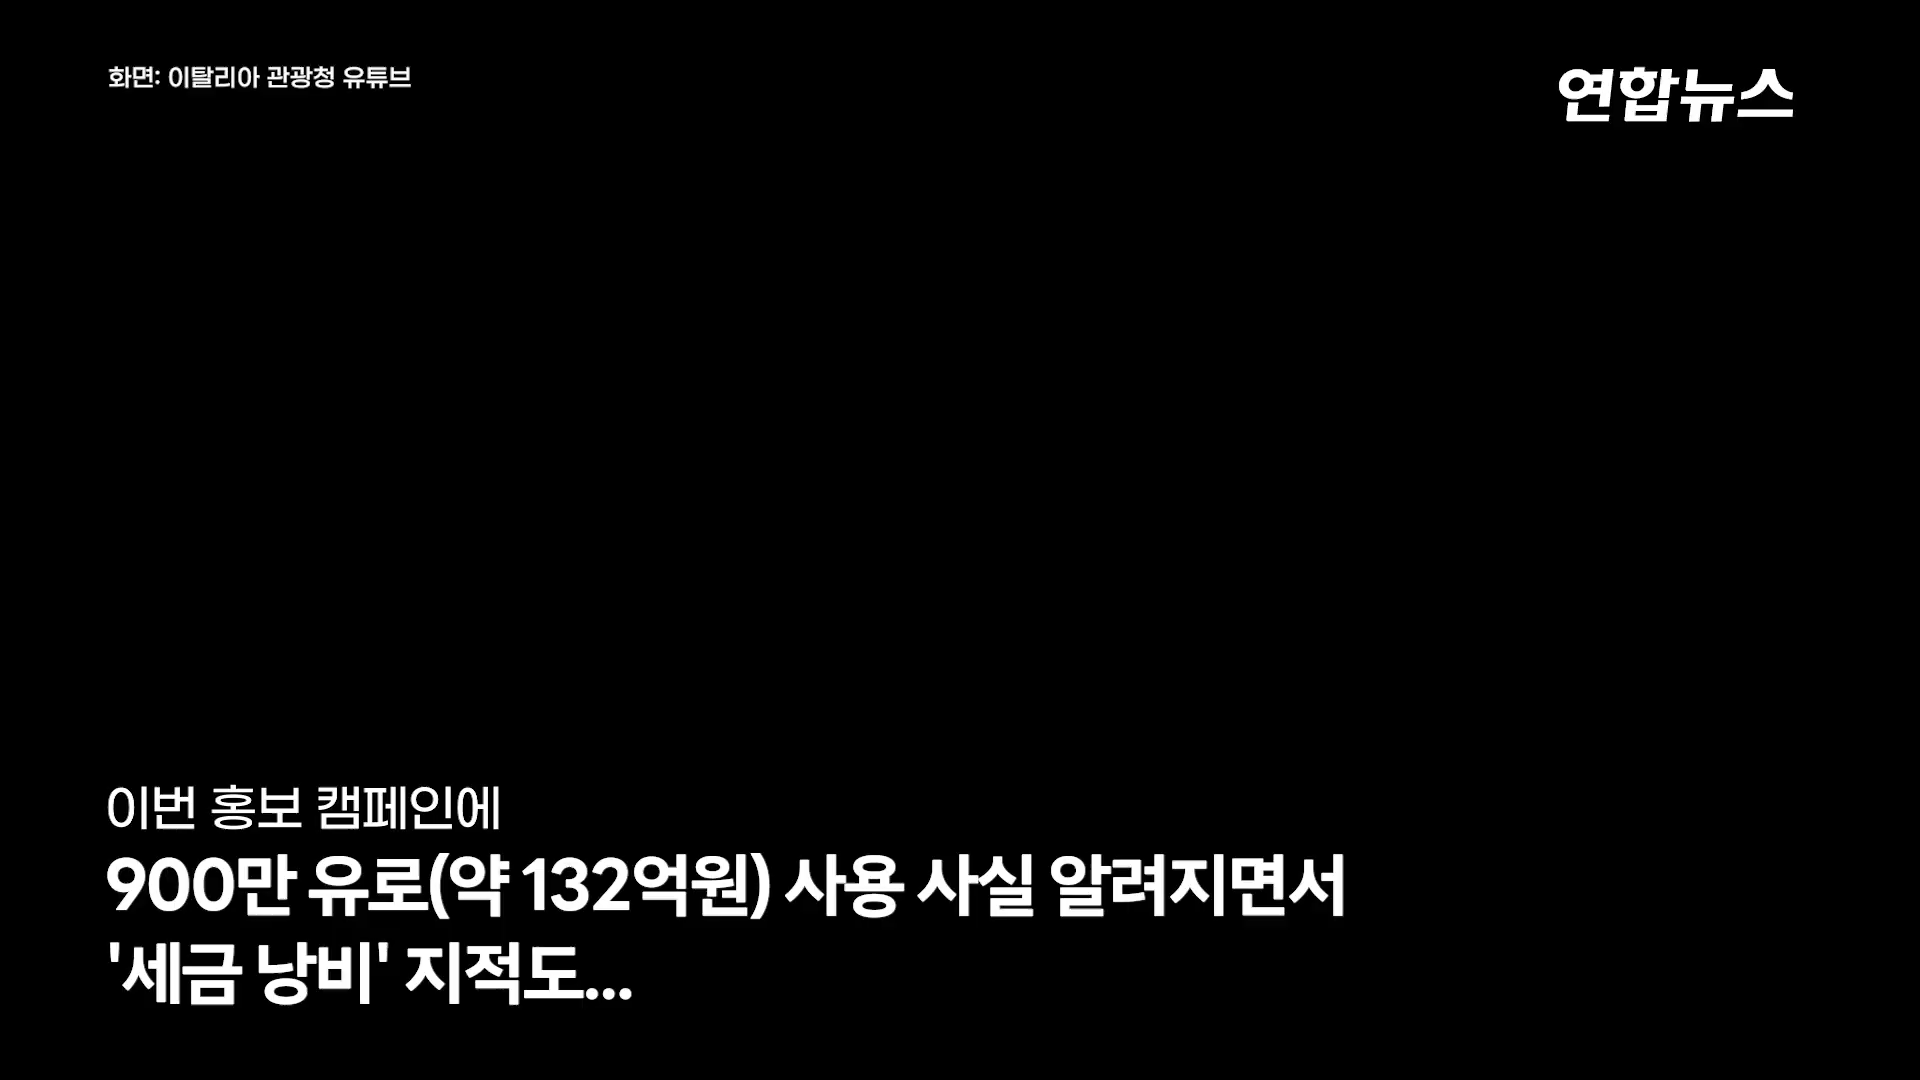 화면: 이탈리아 관광청 유튜브
연합뉴스
이번 홍보 캠페인에
900만 유로(약 132억원) 사용 사실 알려지면서
'세금 낭비' 지적도...